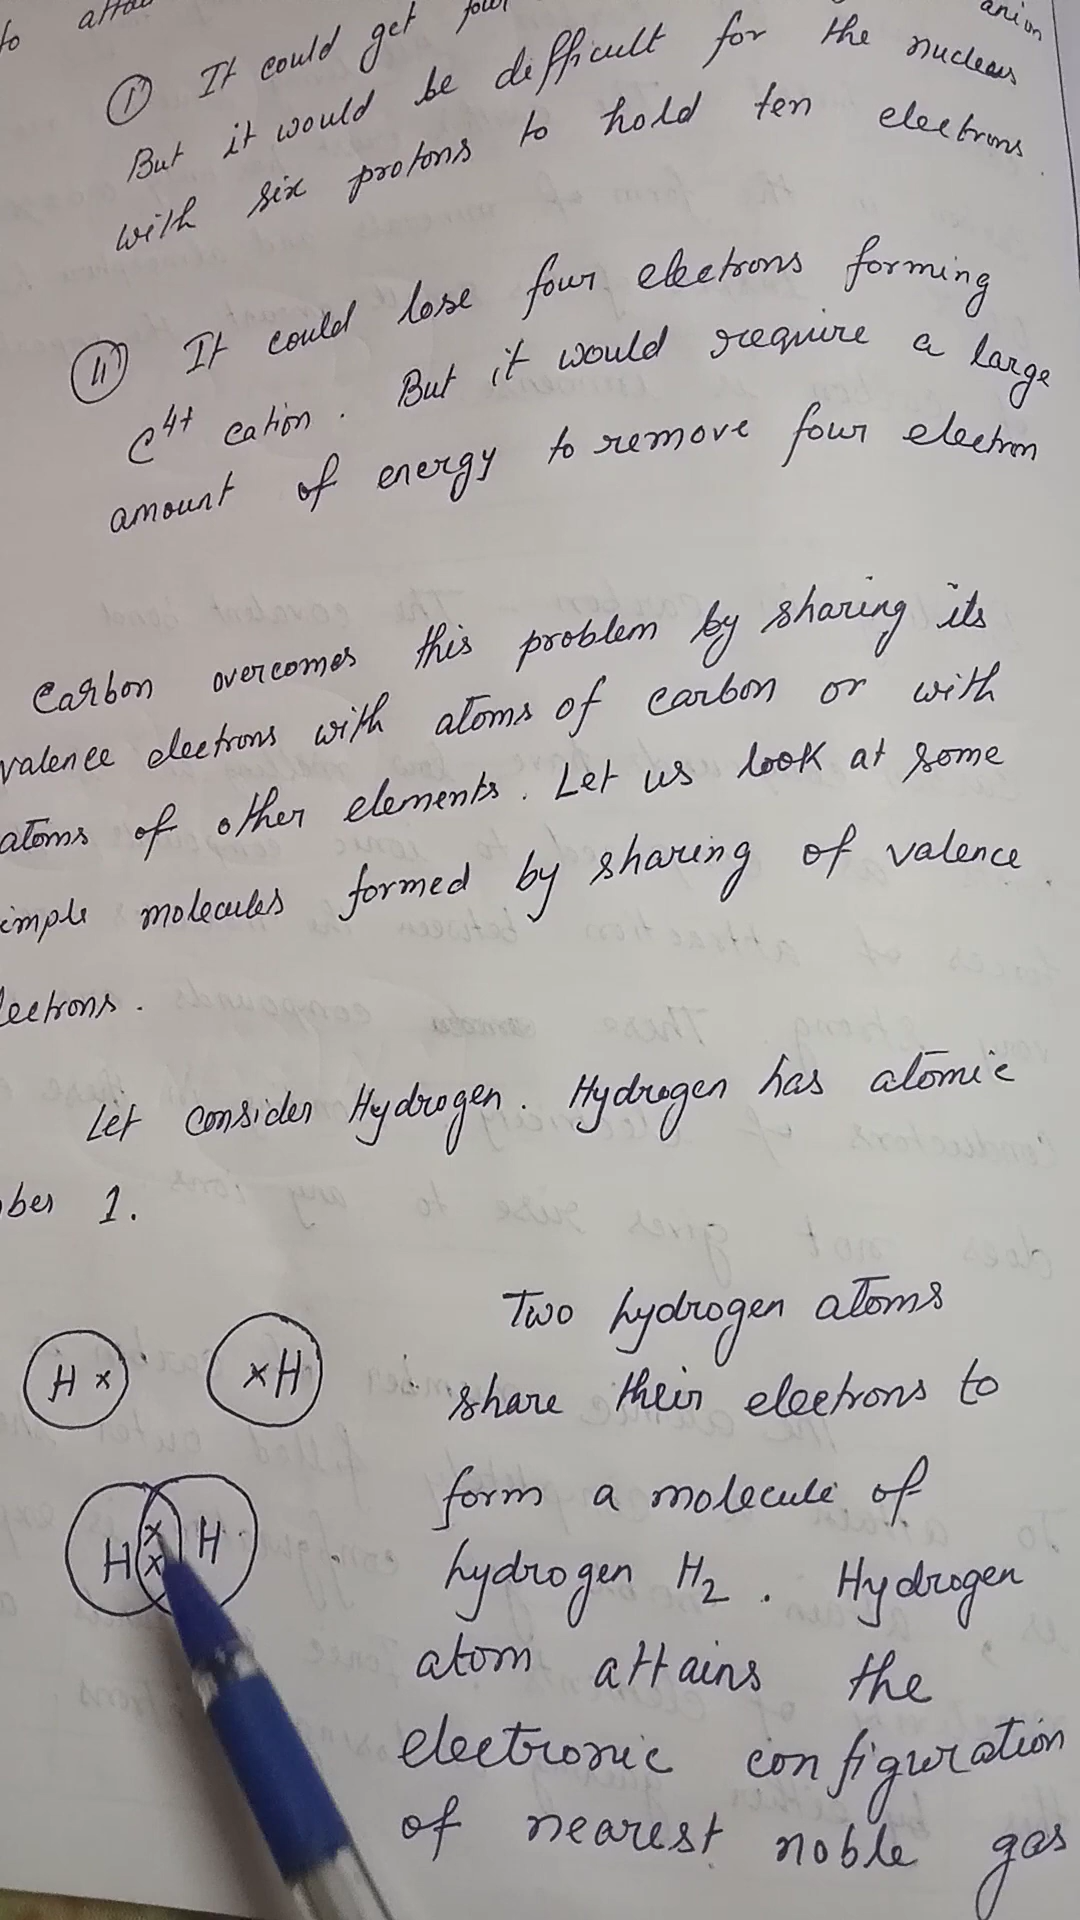 to
(i) It could get four anion
But it would be difficult for the nucleus
with six protons to hold ten electrons
(ii) It could lose four electrons forming
C4+ cation. But it would require a large
amount of energy to remove four electron
Carbon overcomes this problem by sharing its
valence electrons with atoms of carbon or with
atoms of other elements. Let us look at some
imple molecules formed by sharing of valence
lectrons.
Let consider Hydrogen. Hydrogen has atomic
ber 1.
Two hydrogen atoms
H x x H
share their electrons to
form a molecule of
H x x H
hydrogen H2. Hydrogen
atom attains the
electronic configuration
of nearest noble gas